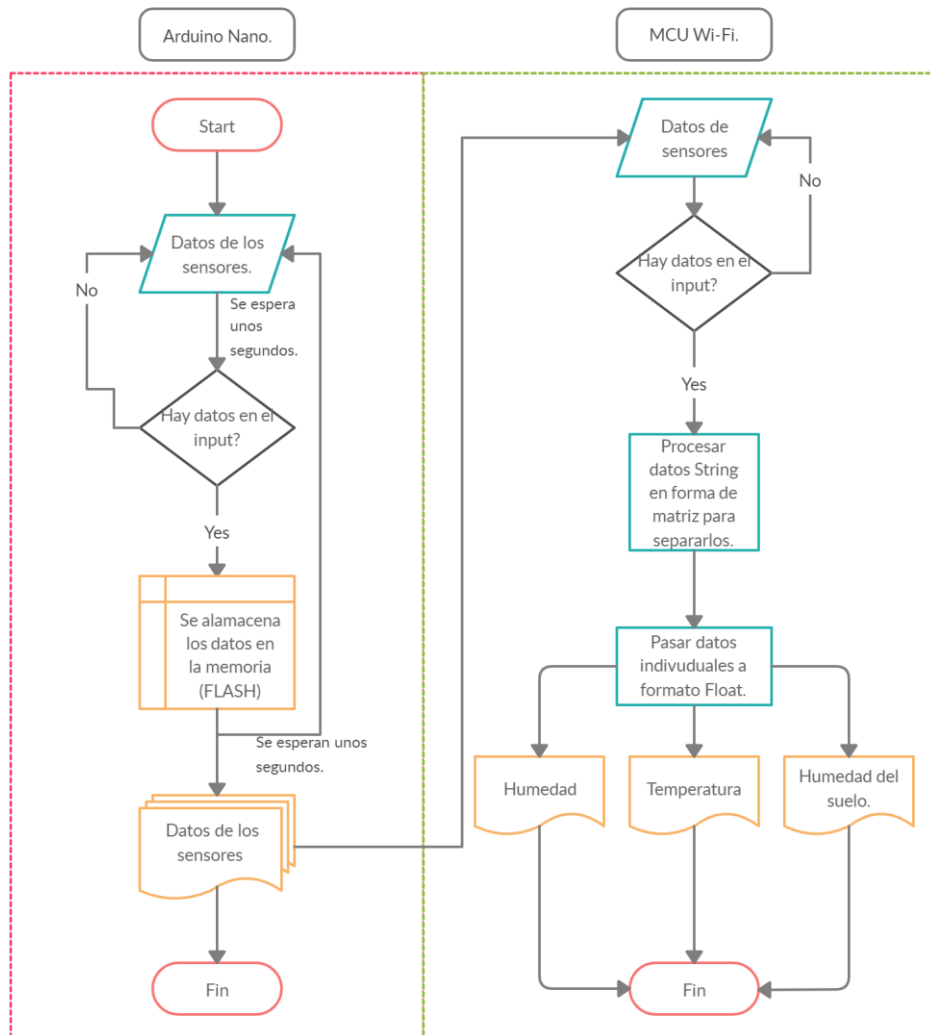 Arduino Nano.
MCU Wi-Fi.
Start
Datos de los
sensores.
No
Se espera
unos
segundos.
Hay datos en el
input?
Yes
Se alamacena
los datos en
la memoria
(FLASH)
Se esperan unos
segundos.
Datos de los
sensores
Fin
Datos de
sensores
No
Hay datos en el
input?
Yes
Procesar
datos String
en forma de
matriz para
separarlos.
Pasar datos
indivuduales a
formato Float.
Humedad
Temperatura
Humedad del
suelo.
Fin